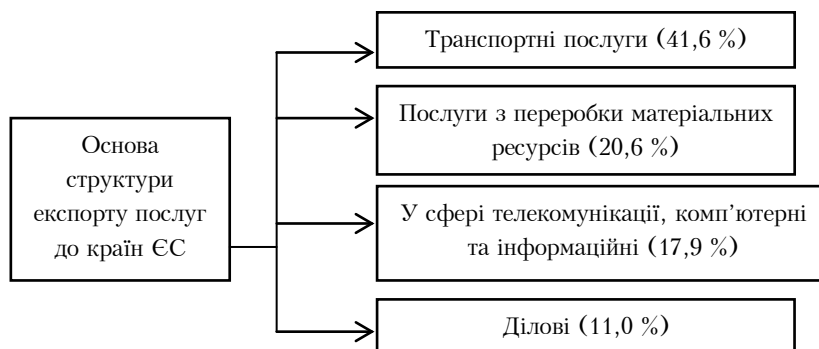 Основа
структури
експорту послуг
до країн ЄС
Транспортні послуги (41,6 %)
Послуги з переробки матеріальних
ресурсів (20,6 %)
У сфері телекомунікації, комп’ютерні
та інформаційні (17,9 %)
Ділові (11,0 %)